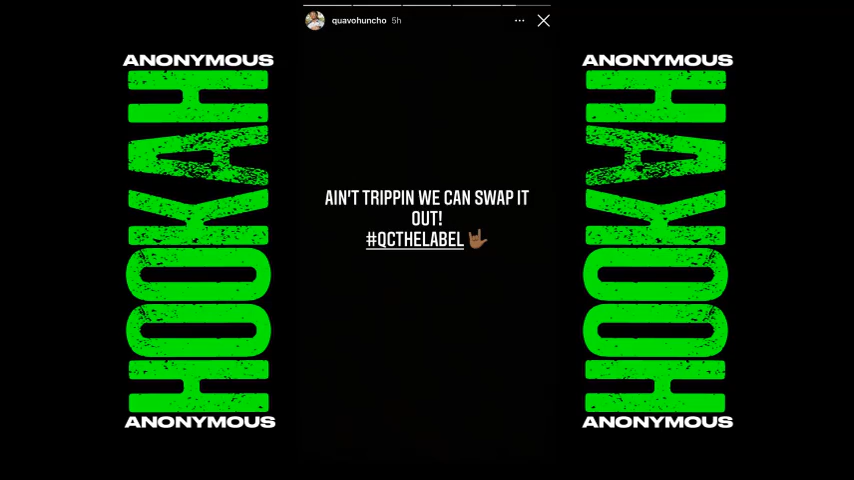 quavohuncho 5h
ANONYMOUS
HOOKAH
ANONYMOUS
AIN'T TRIPPIN WE CAN SWAP IT
OUT!
#QCTHELABEL🤟🏾
ANONYMOUS
HOOKAH
ANONYMOUS